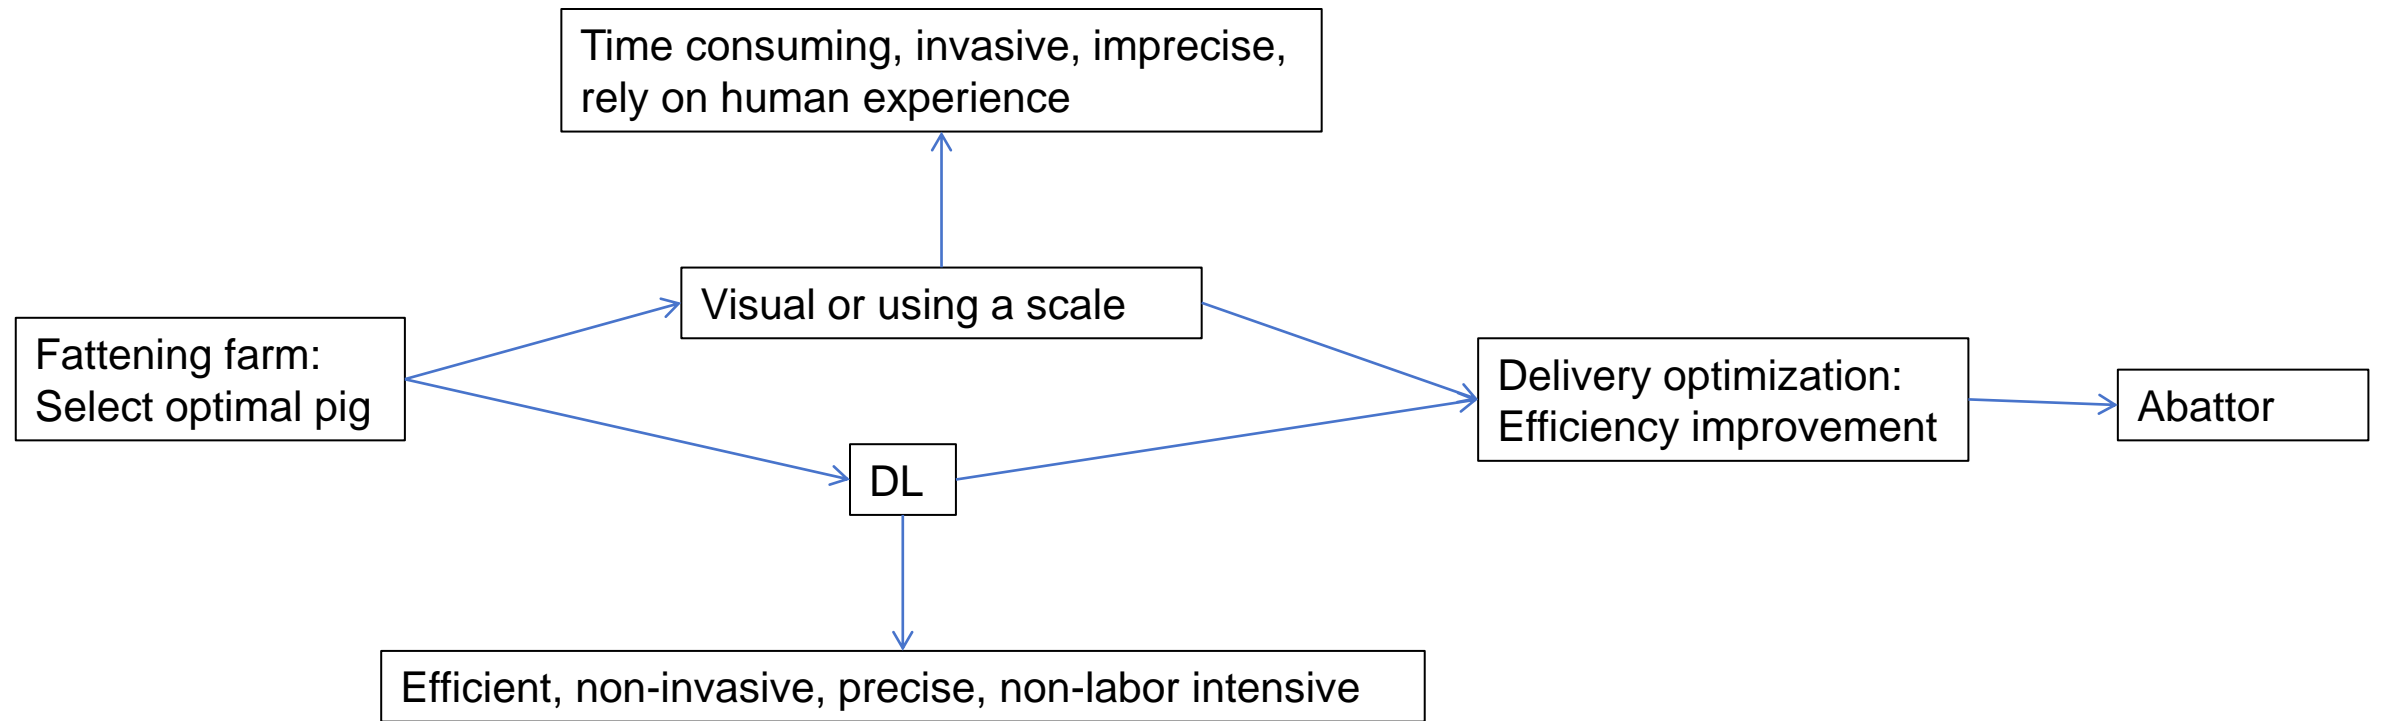 Time consuming, invasive, imprecise,
rely on human experience
Visual or using a scale
Fattening farm:
Select optimal pig
Delivery optimization:
Efficiency improvement
Abattor
DL
Efficient, non-invasive, precise, non-labor intensive